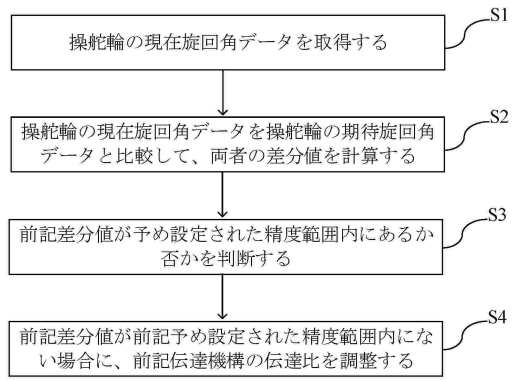 操舵輪の現在旋回角データを取得する
S1
操舵輪の現在旋回角データを操舵輪の期待旋回角
データと比較して、両者の差分値を計算する
S2
前記差分値が予め設定された精度範囲内にあるか
否かを判断する
S3
前記差分値が前記予め設定された精度範囲内にな
い場合に、前記伝達機構の伝達比を調整する
S4